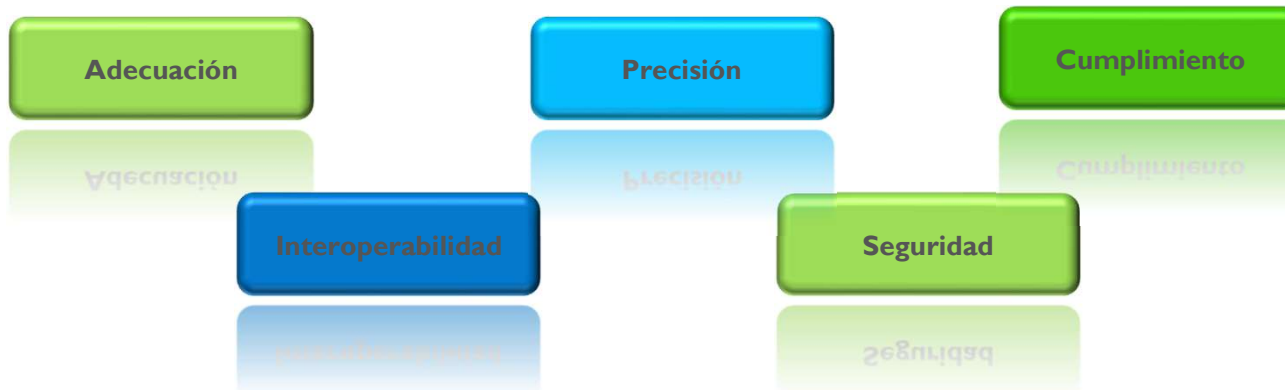 Adecuación
Precisión
Cumplimiento
Interoperabilidad
Seguridad